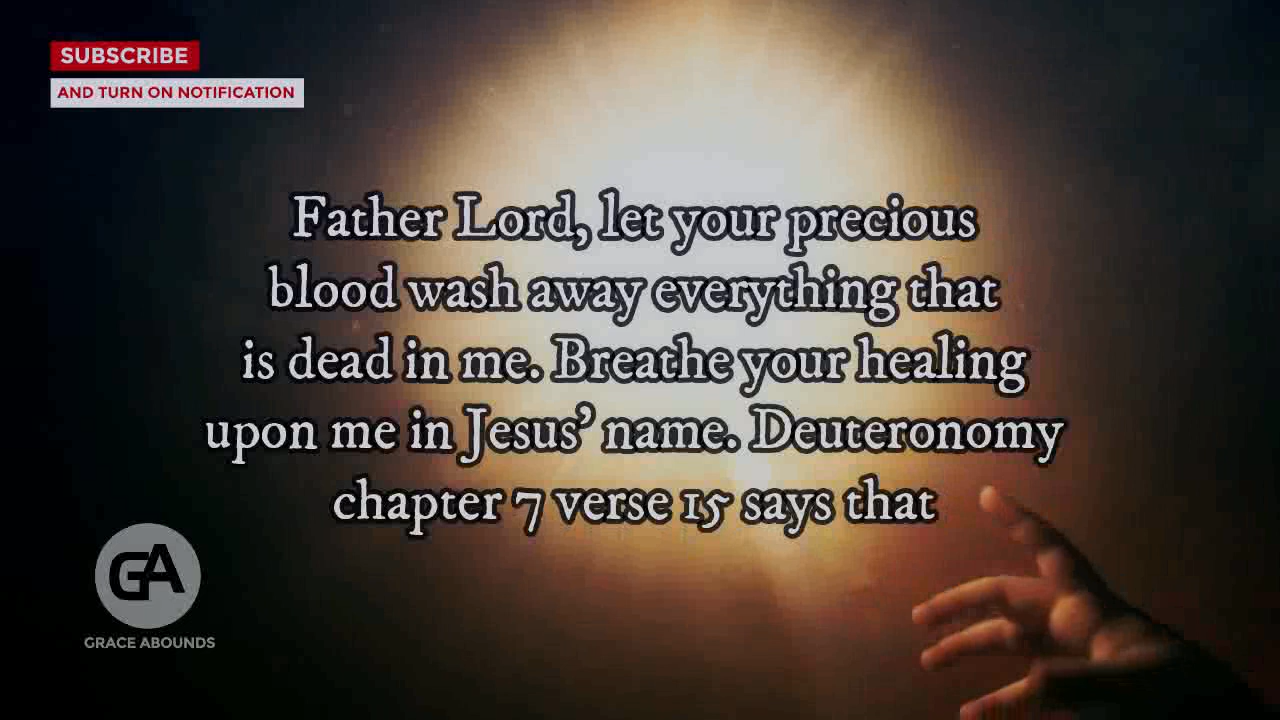 SUBSCRIBE
AND TURN ON NOTIFICATION
Father Lord, let your precious
blood wash away everything that
is dead in me. Breathe your healing
upon me in Jesus’ name. Deuteronomy
chapter 7 verse 15 says that
GA
GRACE ABOUNDS